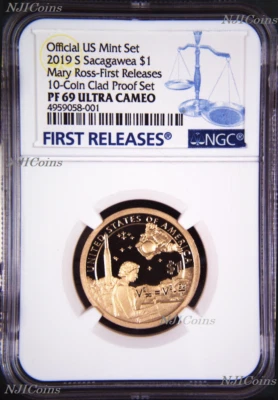 NJICoins
NJICoins
Official US Mint Set
2019 S Sacagawea $1
Mary Ross-First Releases
10-Coin Clad Proof Set
PF 69 ULTRA CAMEO
4959058-001
FIRST RELEASES®
NGC®
UNITED STATES OF AMERICA
NJICoins
NJICoins